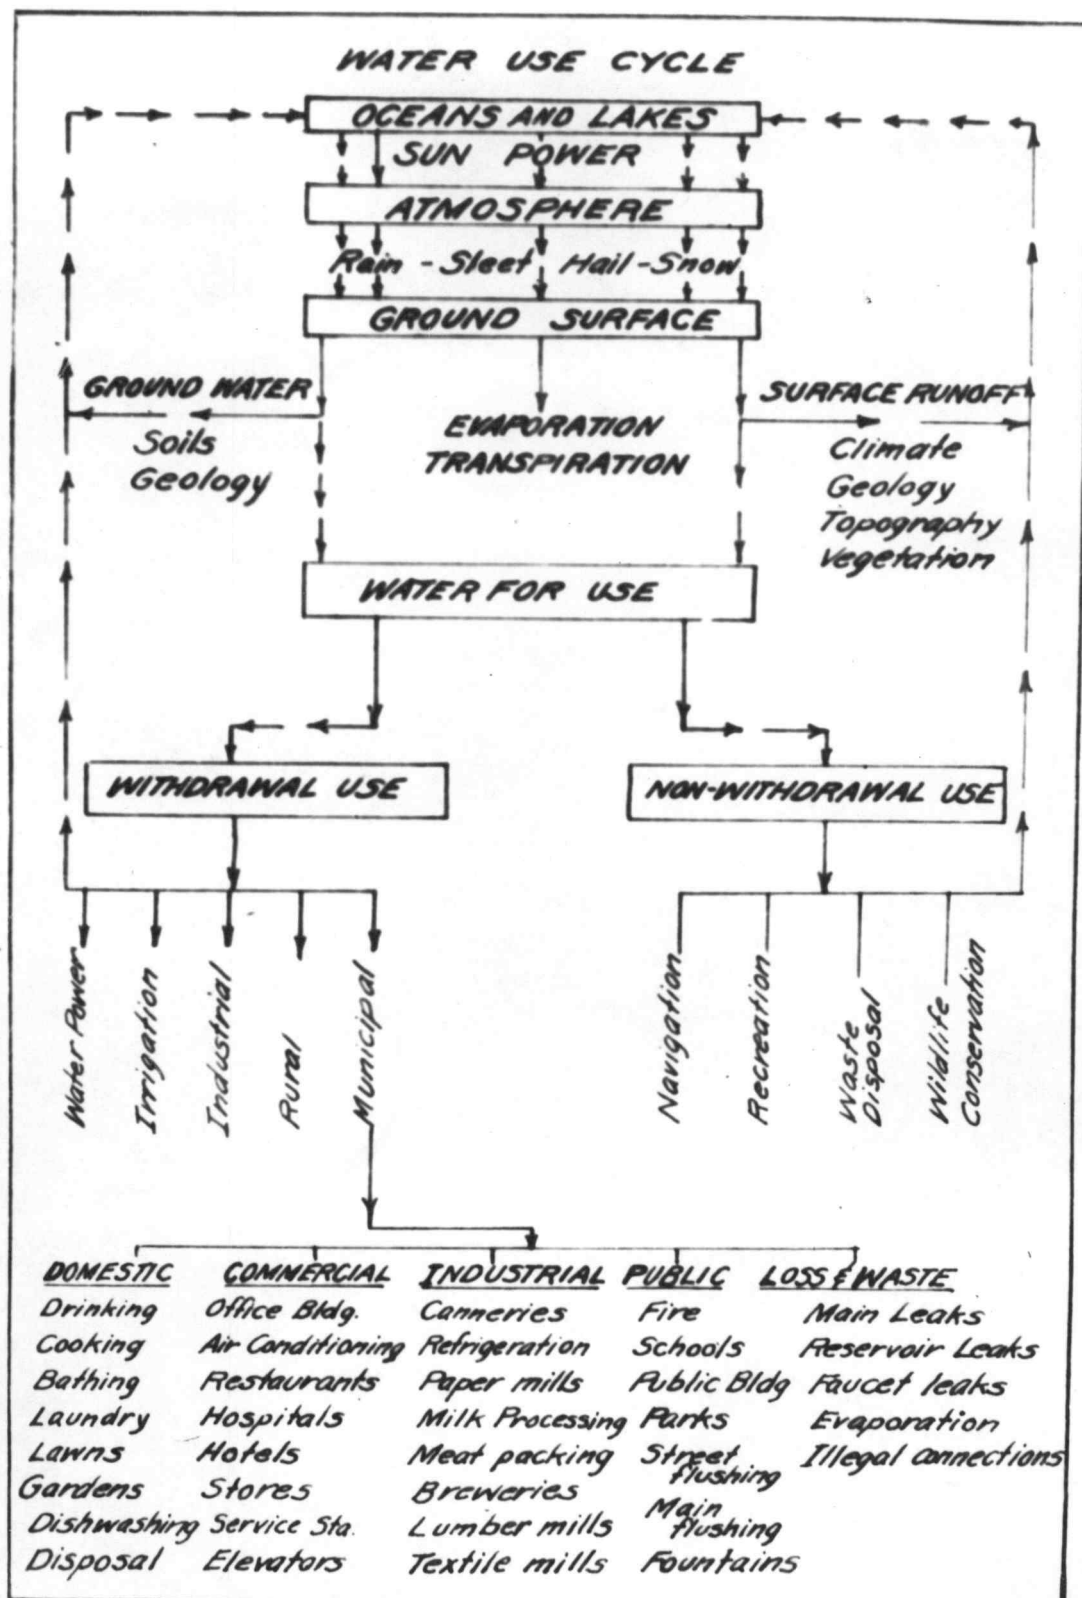 WATER USE CYCLE
OCEANS AND LAKES
SUN POWER
ATMOSPHERE
Rain - Sleet Hail - Snow
GROUND SURFACE
GROUND WATER
Soils
Geology
EVAPORATION
TRANSPIRATION
SURFACE RUNOFF
Climate
Geology
Topography
Vegetation
WATER FOR USE
WITHDRAWAL USE
NON-WITHDRAWAL USE
Water Power
Irrigation
Industrial
Rural
Municipal
Navigation
Recreation
Waste
Disposal
Wildlife
Conservation
DOMESTIC
Drinking
Cooking
Bathing
Laundry
Lawns
Gardens
Dishwashing
Disposal
COMMERCIAL
Office Bldg.
Air Conditioning
Restaurants
Hospitals
Hotels
Stores
Service Sta.
Elevators
INDUSTRIAL
Canneries
Refrigeration
Paper mills
Milk Processing
Meat packing
Breweries
Lumber mills
Textile mills
PUBLIC
Fire
Schools
Public Bldg
Parks
Street
flushing
Main
flushing
Fountains
LOSS & WASTE
Main Leaks
Reservoir Leaks
Faucet leaks
Evaporation
Illegal connections